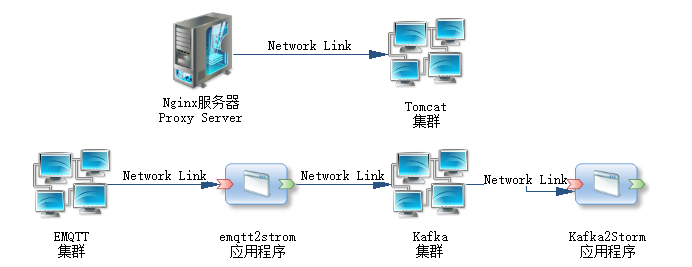 Network Link
Nginx服务器
Proxy Server
Tomcat
集群
Network Link
Network Link
Network Link
EMQTT
集群
emqtt2strom
应用程序
Kafka
集群
Kafka2Storm
应用程序